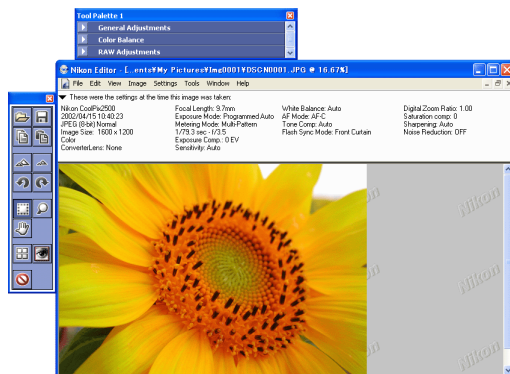 Tool Palette 1
General Adjustments
Color Balance
RAW Adjustments
Nikon Editor - [...ents¥My Pictures¥Img0001¥DSCN0001.JPG @ 16.67%]
File Edit View Image Settings Tools Window Help
These were the settings at the time this image was taken:
Nikon CoolPix2500 Focal Length: 9.7mm White Balance: Auto Digital Zoom Ratio: 1.00
2002/04/15 10:40:23 Exposure Mode: Programmed Auto AF Mode: AF-C Saturation comp: 0
JPEG (8-bit) Normal Metering Mode: Multi-Pattern Tone Comp: Auto Sharpening: Auto
Image Size: 1600 x 1200 1/79.3 sec - f/3.5 Flash Sync Mode: Front Curtain Noise Reduction: OFF
Color Exposure Comp.: 0 EV
ConverterLens: None Sensitivity: Auto
Nikon
Nikon
Nikon
Nikon
Nikon